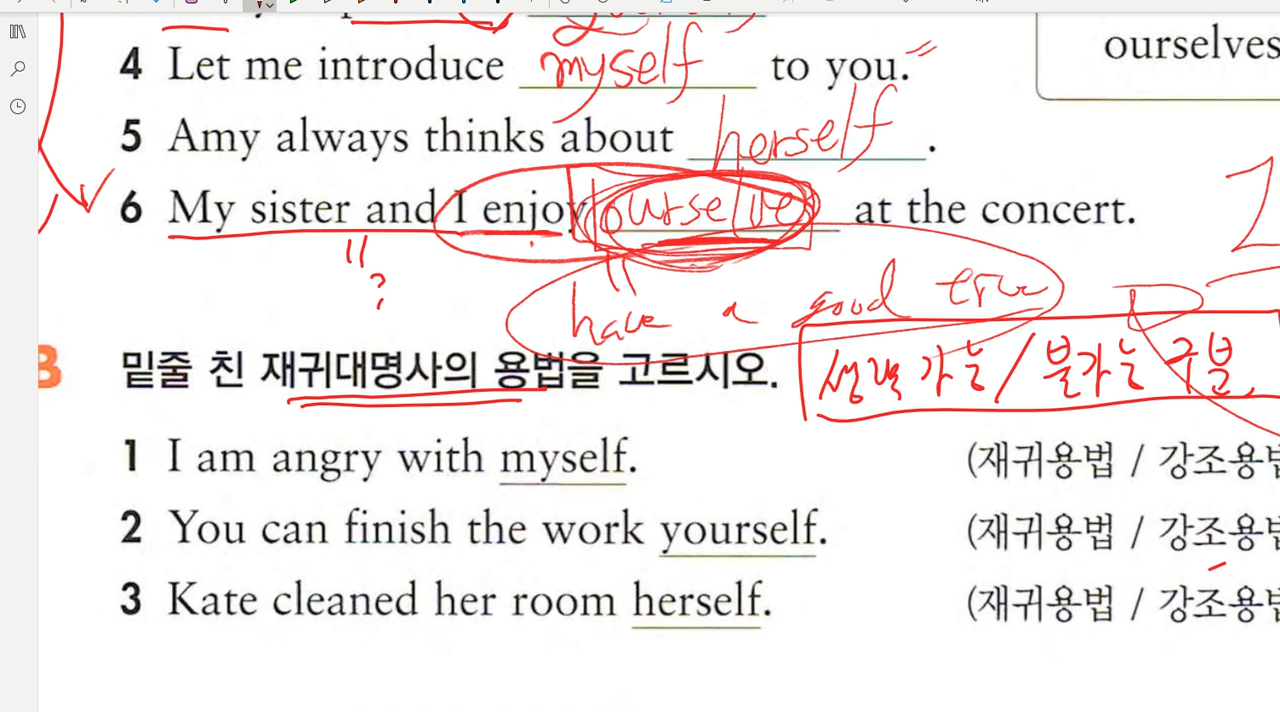 4 Let me introduce myself to you.
ourselves
5 Amy always thinks about herself.
6 My sister and I enjoy ourselves at the concert.
?
have a good time
B 밑줄 친 재귀대명사의 용법을 고르시오.
생략 가능/불가능 구분
1 I am angry with myself. (재귀용법 / 강조용법
2 You can finish the work yourself. (재귀용법 / 강조용법
3 Kate cleaned her room herself. (재귀용법 / 강조용법